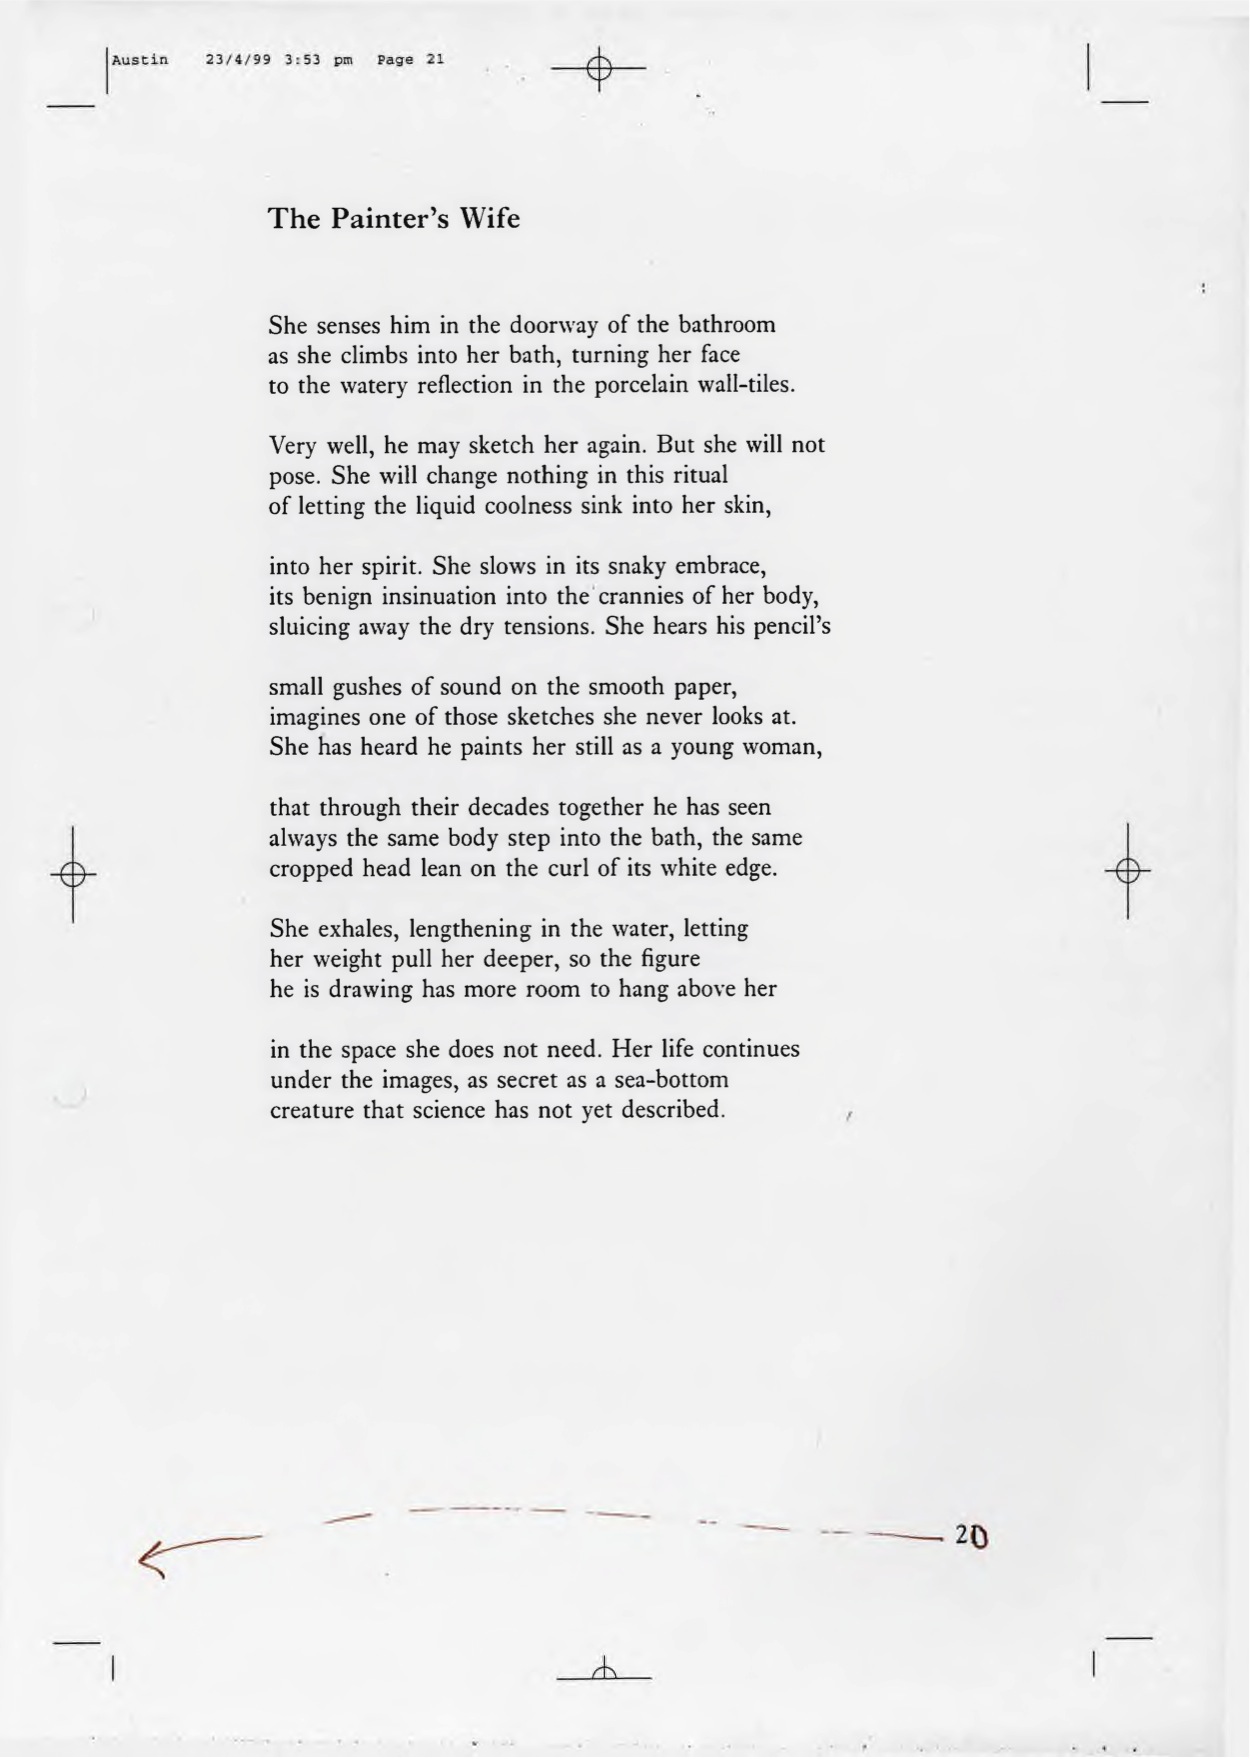 Austin 23/4/99 3:53 pm Page 21
The Painter's Wife
She senses him in the doorway of the bathroom
as she climbs into her bath, turning her face
to the watery reflection in the porcelain wall-tiles.
Very well, he may sketch her again. But she will not
pose. She will change nothing in this ritual
of letting the liquid coolness sink into her skin,
into her spirit. She slows in its snaky embrace,
its benign insinuation into the crannies of her body,
sluicing away the dry tensions. She hears his pencil's
small gushes of sound on the smooth paper,
imagines one of those sketches she never looks at.
She has heard he paints her still as a young woman,
that through their decades together he has seen
always the same body step into the bath, the same
cropped head lean on the curl of its white edge.
She exhales, lengthening in the water, letting
her weight pull her deeper, so the figure
he is drawing has more room to hang above her
in the space she does not need. Her life continues
under the images, as secret as a sea-bottom
creature that science has not yet described.
20